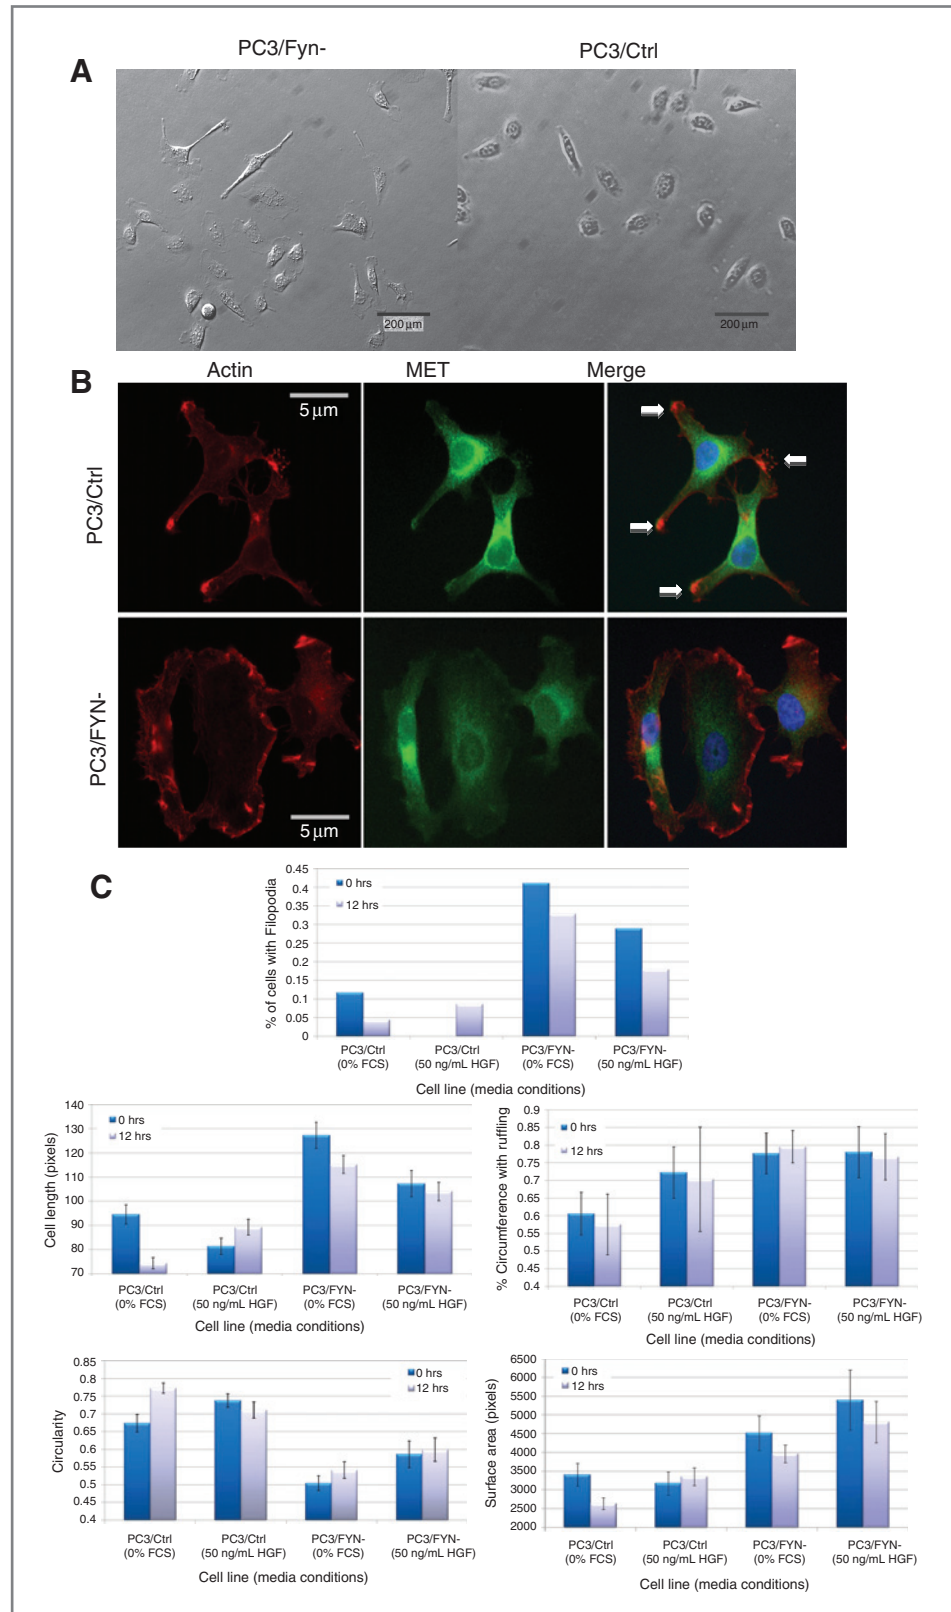 PC3/Fyn-
PC3/Ctrl
A
200 µm
200 µm
B
Actin
MET
Merge
PC3/Ctrl
5 µm
PC3/FYN-
5 µm
C
% of cells with Filopodia
0.45
0.4
0.35
0.3
0.25
0.2
0.15
0.1
0.05
0
0 hrs
12 hrs
PC3/Ctrl
(0% FCS)
PC3/Ctrl
(50 ng/mL HGF)
PC3/FYN-
(0% FCS)
PC3/FYN-
(50 ng/mL HGF)
Cell line (media conditions)
Cell length (pixels)
140
130
120
110
100
90
80
70
0 hrs
12 hrs
PC3/Ctrl
(0% FCS)
PC3/Ctrl
(50 ng/mL HGF)
PC3/FYN-
(0% FCS)
PC3/FYN-
(50 ng/mL HGF)
Cell line (media conditions)
% Circumference with ruffling
0.9
0.85
0.8
0.75
0.7
0.65
0.6
0.55
0.5
0.45
0.4
0 hrs
12 hrs
PC3/Ctrl
(0% FCS)
PC3/Ctrl
(50 ng/mL HGF)
PC3/FYN-
(0% FCS)
PC3/FYN-
(50 ng/mL HGF)
Cell line (media conditions)
Circularity
0.85
0.8
0.75
0.7
0.65
0.6
0.55
0.5
0.45
0.4
0 hrs
12 hrs
PC3/Ctrl
(0% FCS)
PC3/Ctrl
(50 ng/mL HGF)
PC3/FYN-
(0% FCS)
PC3/FYN-
(50 ng/mL HGF)
Cell line (media conditions)
Surface area (pixels)
6500
6000
5500
5000
4500
4000
3500
3000
2500
2000
0 hrs
12 hrs
PC3/Ctrl
(0% FCS)
PC3/Ctrl
(50 ng/mL HGF)
PC3/FYN-
(0% FCS)
PC3/FYN-
(50 ng/mL HGF)
Cell line (media conditions)